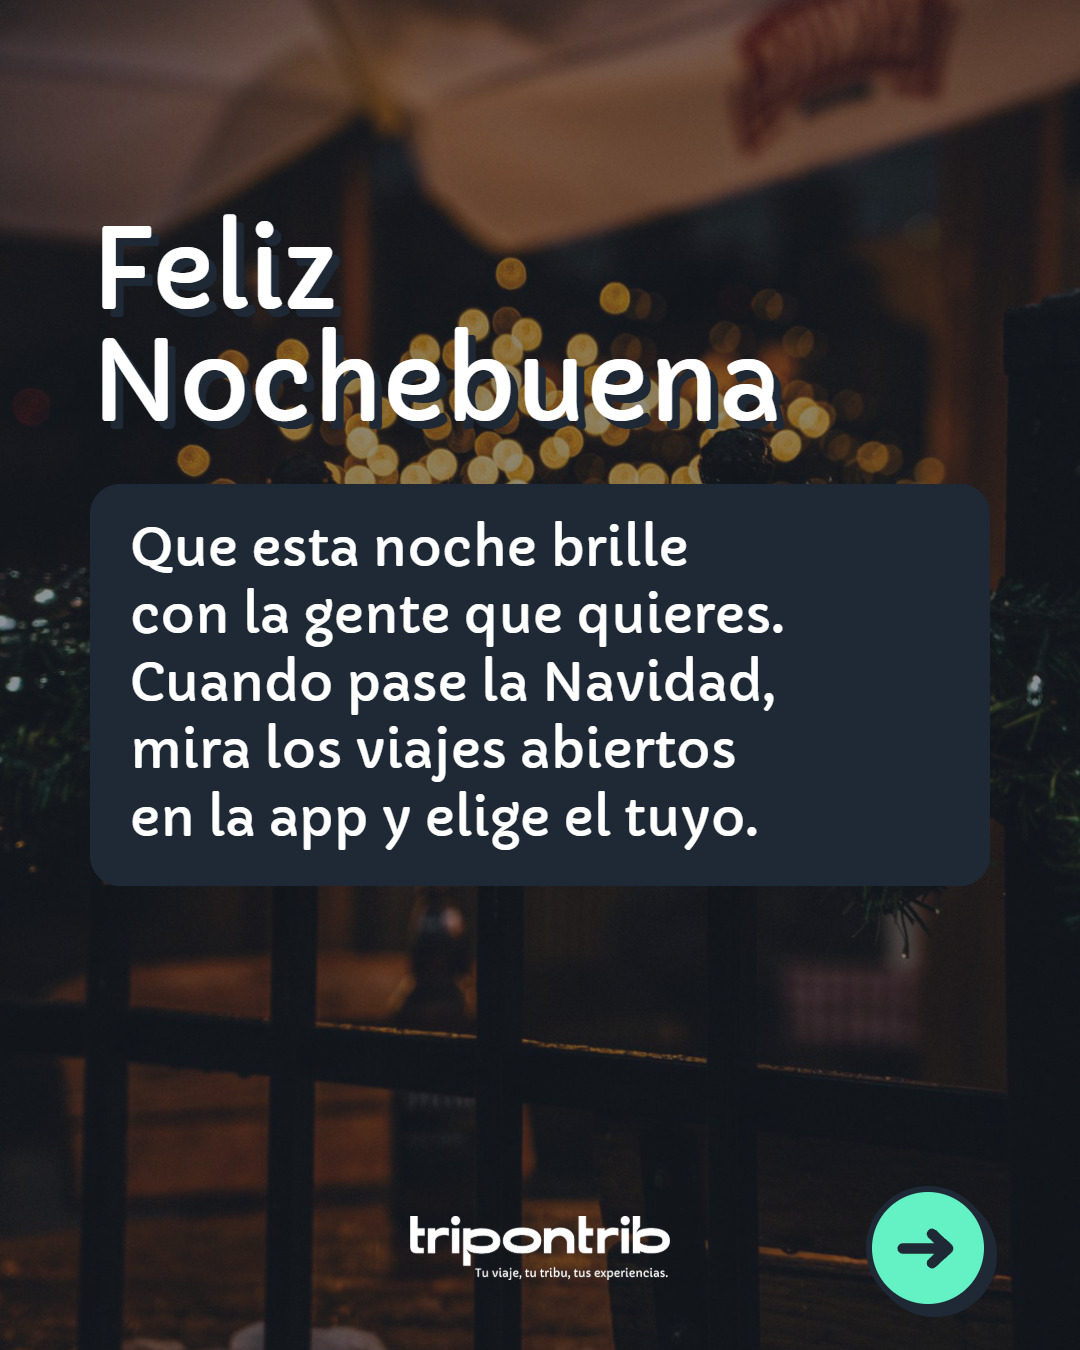 Feliz
Nochebuena
Que esta noche brille
con la gente que quieres.
Cuando pase la Navidad,
mira los viajes abiertos
en la app y elige el tuyo.
tripontrib
Tu viaje, tu tribu, tus experiencias.